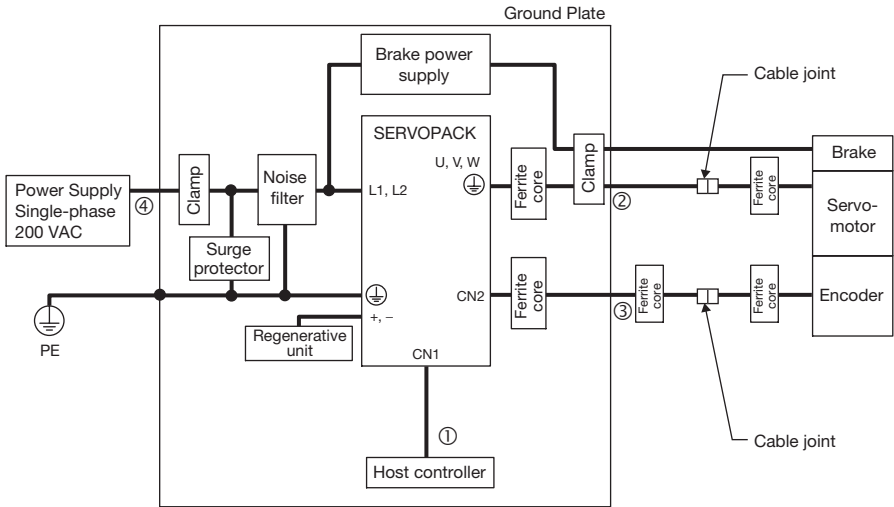 Ground Plate
Brake power
supply
Cable joint
SERVOPACK
U, V, W
Clamp
Brake
Power Supply
Single-phase
200 VAC
④
Clamp
Noise
filter
L1, L2
Ferrite
core
②
Ferrite
core
Servo-
motor
Surge
protector
CN2
Ferrite
core
③
Ferrite
core
Ferrite
core
Encoder
PE
+, −
Regenerative
unit
CN1
①
Host controller
Cable joint